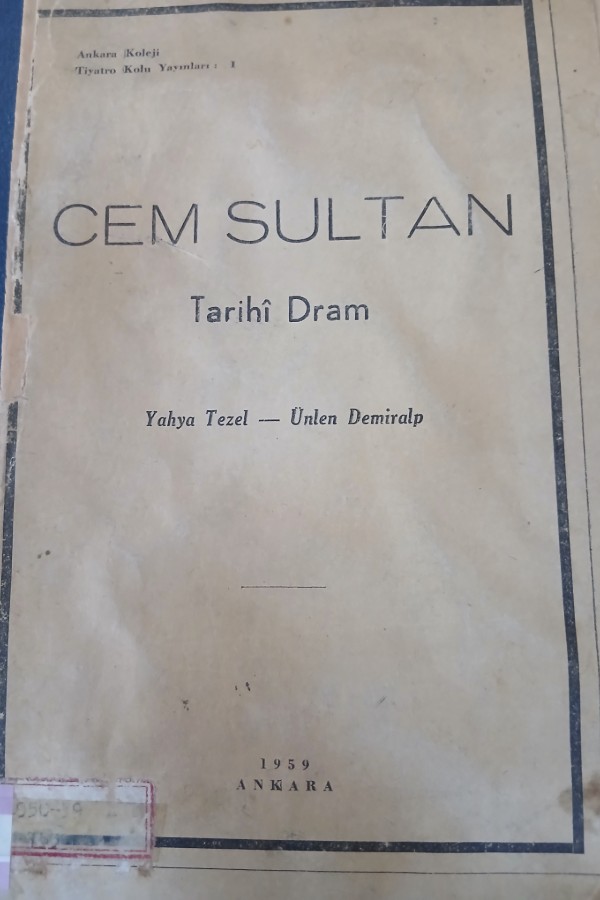 Ankara Koleji
Tiyatro Kolu Yayınları : 1
CEM SULTAN
Tarihî Dram
Yahya Tezel — Ünlen Demiralp
1959
ANKARA